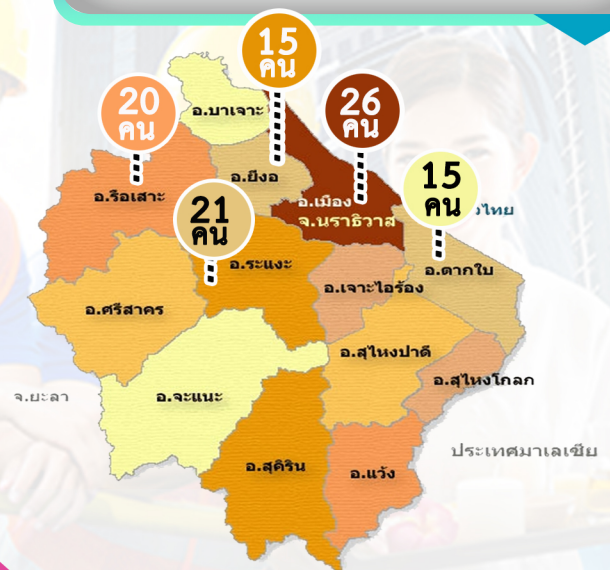 15
คน
20
คน
26
คน
อ.บาเจาะ
อ.ยี่งอ
อ.เมือง
จ.นราธิวาส
15
คน
อ.รือเสาะ
21
คน
วไทย
อ.ระแงะ
อ.ตากใบ
อ.เจาะไอร้อง
อ.ศรีสาคร
อ.สุไหงปาดี
อ.สุไหงโกลก
จ.ยะลา
อ.จะแนะ
ประเทศมาเลเซีย
อ.สุคิริน
อ.แว้ง